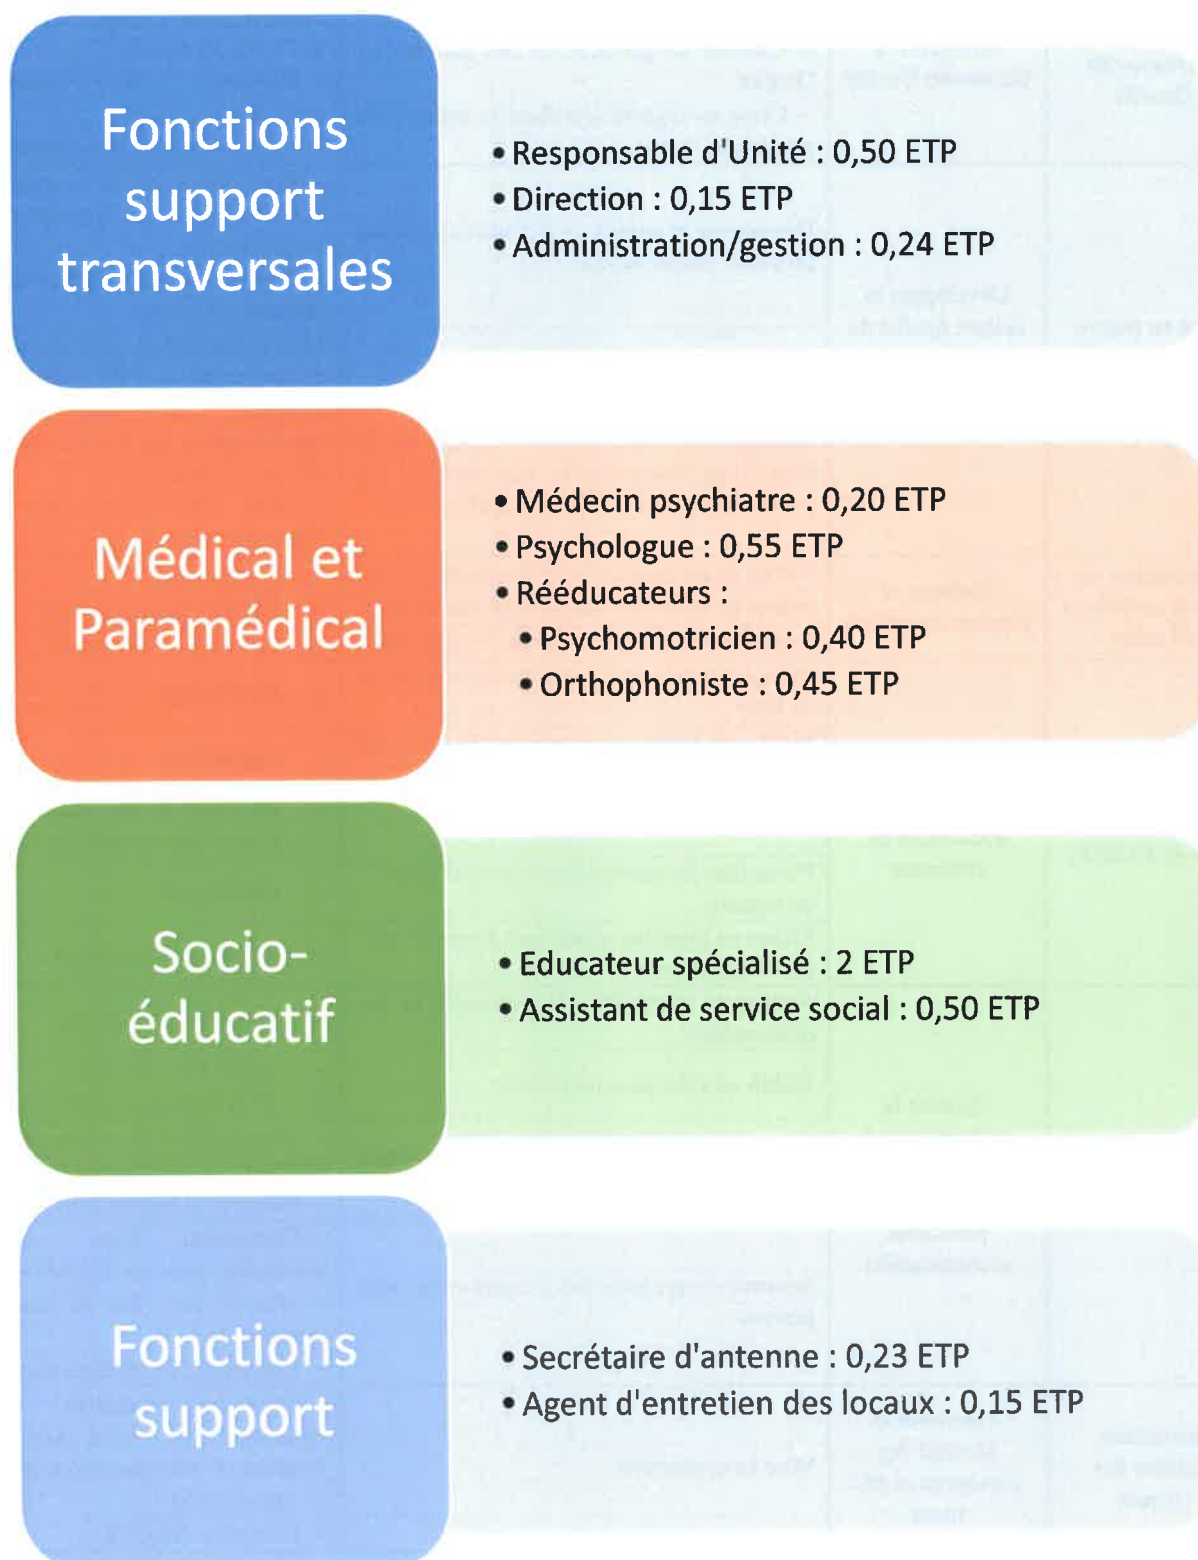 Fonctions
support
transversales
• Responsable d'Unité : 0,50 ETP
• Direction : 0,15 ETP
• Administration/gestion : 0,24 ETP
Médical et
Paramédical
• Médecin psychiatre : 0,20 ETP
• Psychologue : 0,55 ETP
• Rééducateurs :
• Psychomotricien : 0,40 ETP
• Orthophoniste : 0,45 ETP
Socio-
éducatif
• Educateur spécialisé : 2 ETP
• Assistant de service social : 0,50 ETP
Fonctions
support
• Secrétaire d'antenne : 0,23 ETP
• Agent d'entretien des locaux : 0,15 ETP